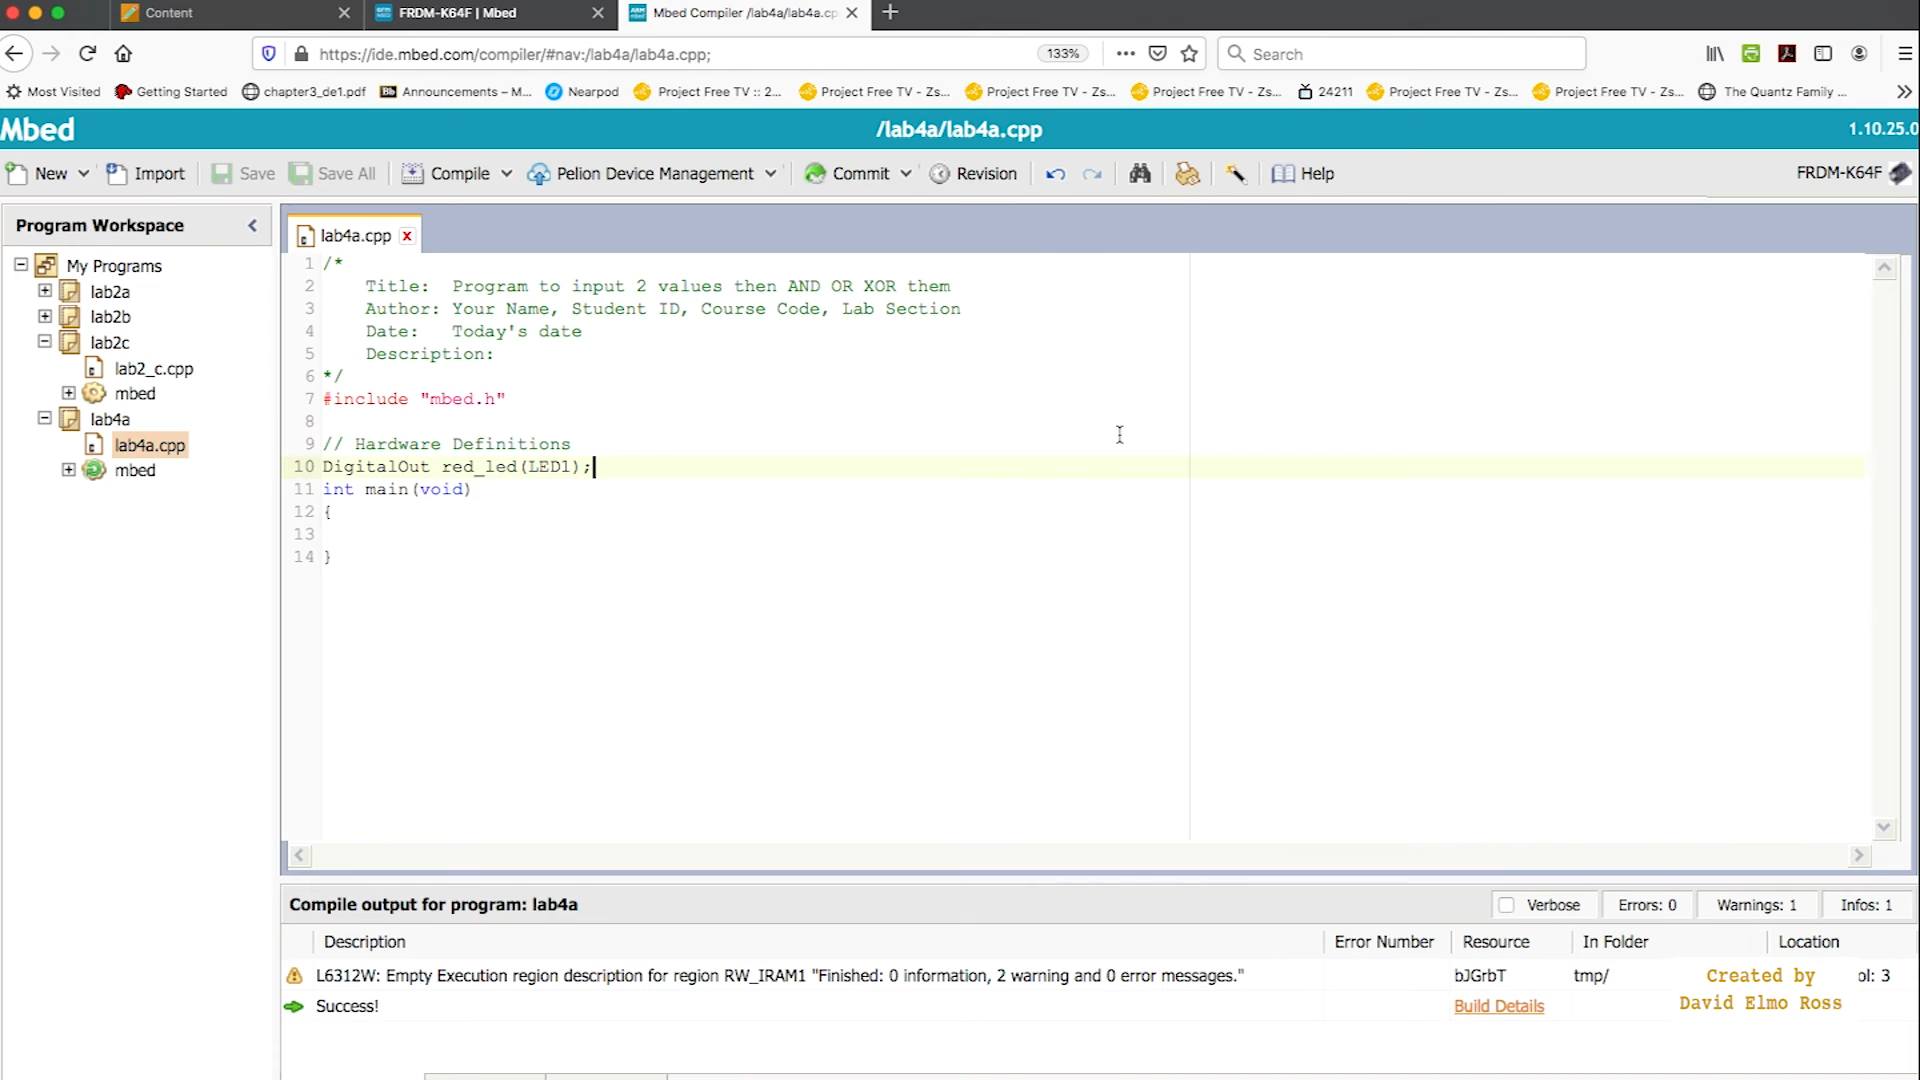 Content
FRDM-K64F | Mbed
Mbed Compiler /lab4a/lab4a.cp
https://ide.mbed.com/compiler/#nav:/lab4a/lab4a.cpp;
133%
Search
Most Visited
Getting Started
chapter3_de1.pdf
Bb Announcements – M...
Nearpod
Project Free TV :: 2...
Project Free TV - Zs...
Project Free TV - Zs...
Project Free TV - Zs...
24211
Project Free TV - Zs...
Project Free TV - Zs...
The Quantz Family ...
Mbed
/lab4a/lab4a.cpp
1.10.25.0
New
Import
Save
Save All
Compile
Pelion Device Management
Commit
Revision
Help
FRDM-K64F
Program Workspace
My Programs
lab2a
lab2b
lab2c
lab2_c.cpp
mbed
lab4a
lab4a.cpp
mbed
lab4a.cpp
1 /*
2 Title: Program to input 2 values then AND OR XOR them
3 Author: Your Name, Student ID, Course Code, Lab Section
4 Date: Today's date
5 Description:
6 */
7 #include "mbed.h"
8
9 // Hardware Definitions
10 DigitalOut red_led(LED1);
11 int main(void)
12 {
13
14 }
Compile output for program: lab4a
Verbose
Errors: 0
Warnings: 1
Infos: 1
Description
Error Number
Resource
In Folder
Location
L6312W: Empty Execution region description for region RW_IRAM1 "Finished: 0 information, 2 warning and 0 error messages."
bJGrbT
tmp/
ol: 3
Success!
Build Details
Created by
David Elmo Ross